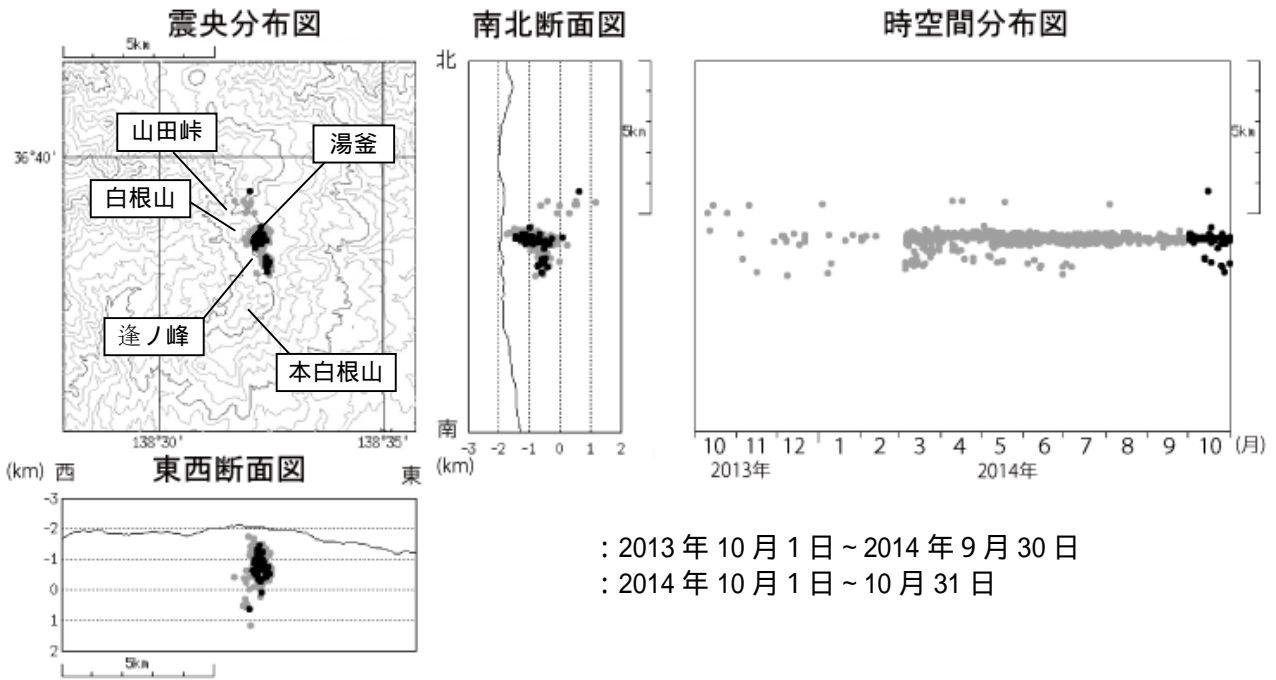 震央分布図
5km
山田峠
湯釜
36°40'
白根山
逢ノ峰
本白根山
138°30'
138°35'
南北断面図
北
5km
南
-3 -2 -1 0 1 2
(km)
時空間分布図
5km
10 11 12 1 2 3 4 5 6 7 8 9 10 (月)
2013年 2014年
(km) 西 東西断面図 東
-3
-2
-1
0
1
2
5km
：2013 年 10 月 1 日～2014 年 9 月 30 日
：2014 年 10 月 1 日～10 月 31 日